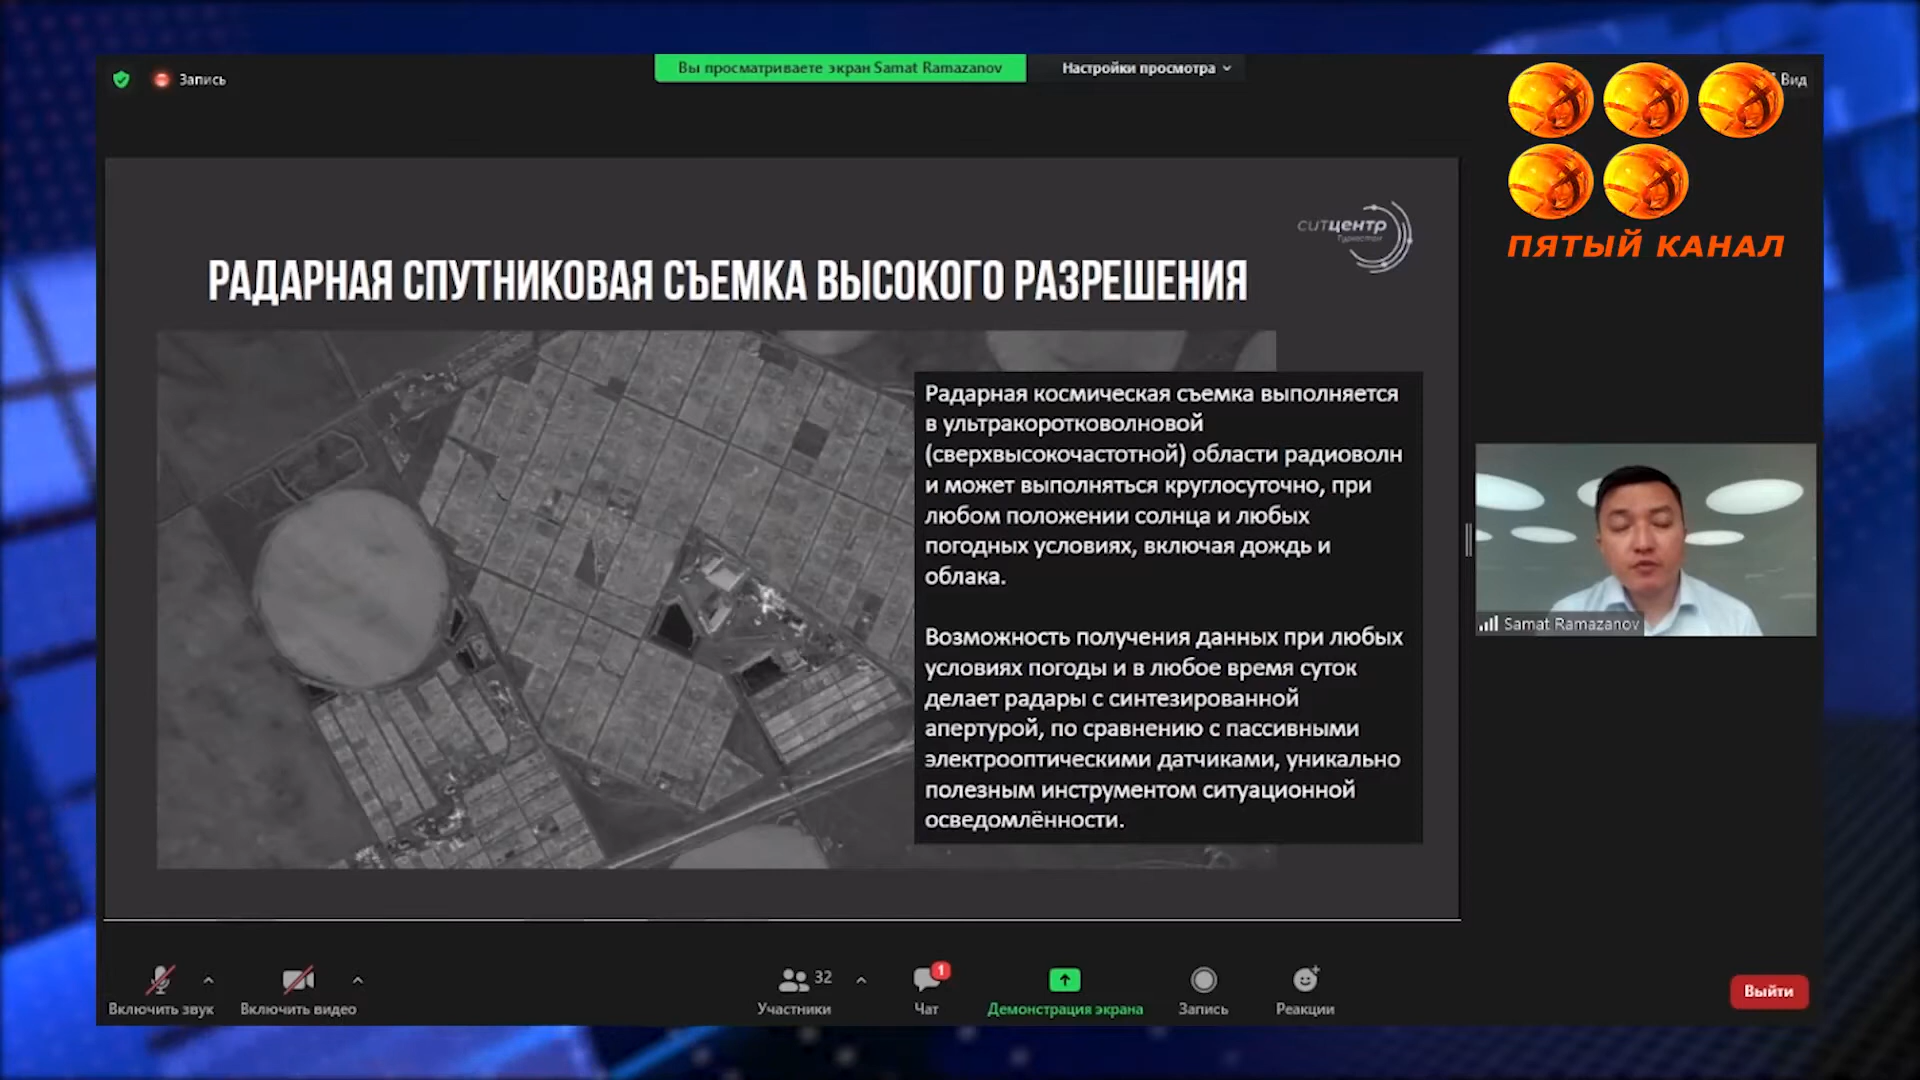 Запись
Вы просматриваете экран Samat Ramazanov
Настройки просмотра
Вид
ПЯТЫЙ КАНАЛ
ситцентр
Туркестан
РАДАРНАЯ СПУТНИКОВАЯ СЪЕМКА ВЫСОКОГО РАЗРЕШЕНИЯ
Радарная космическая съемка выполняется
в ультракоротковолновой
(сверхвысокочастотной) области радиоволн
и может выполняться круглосуточно, при
любом положении солнца и любых
погодных условиях, включая дождь и
облака.
Возможность получения данных при любых
условиях погоды и в любое время суток
делает радары с синтезированной
апертурой, по сравнению с пассивными
электрооптическими датчиками, уникально
полезным инструментом ситуационной
осведомлённости.
Samat Ramazanov
Включить звук
Включить видео
32
Участники
1
Чат
Демонстрация экрана
Запись
Реакции
Выйти